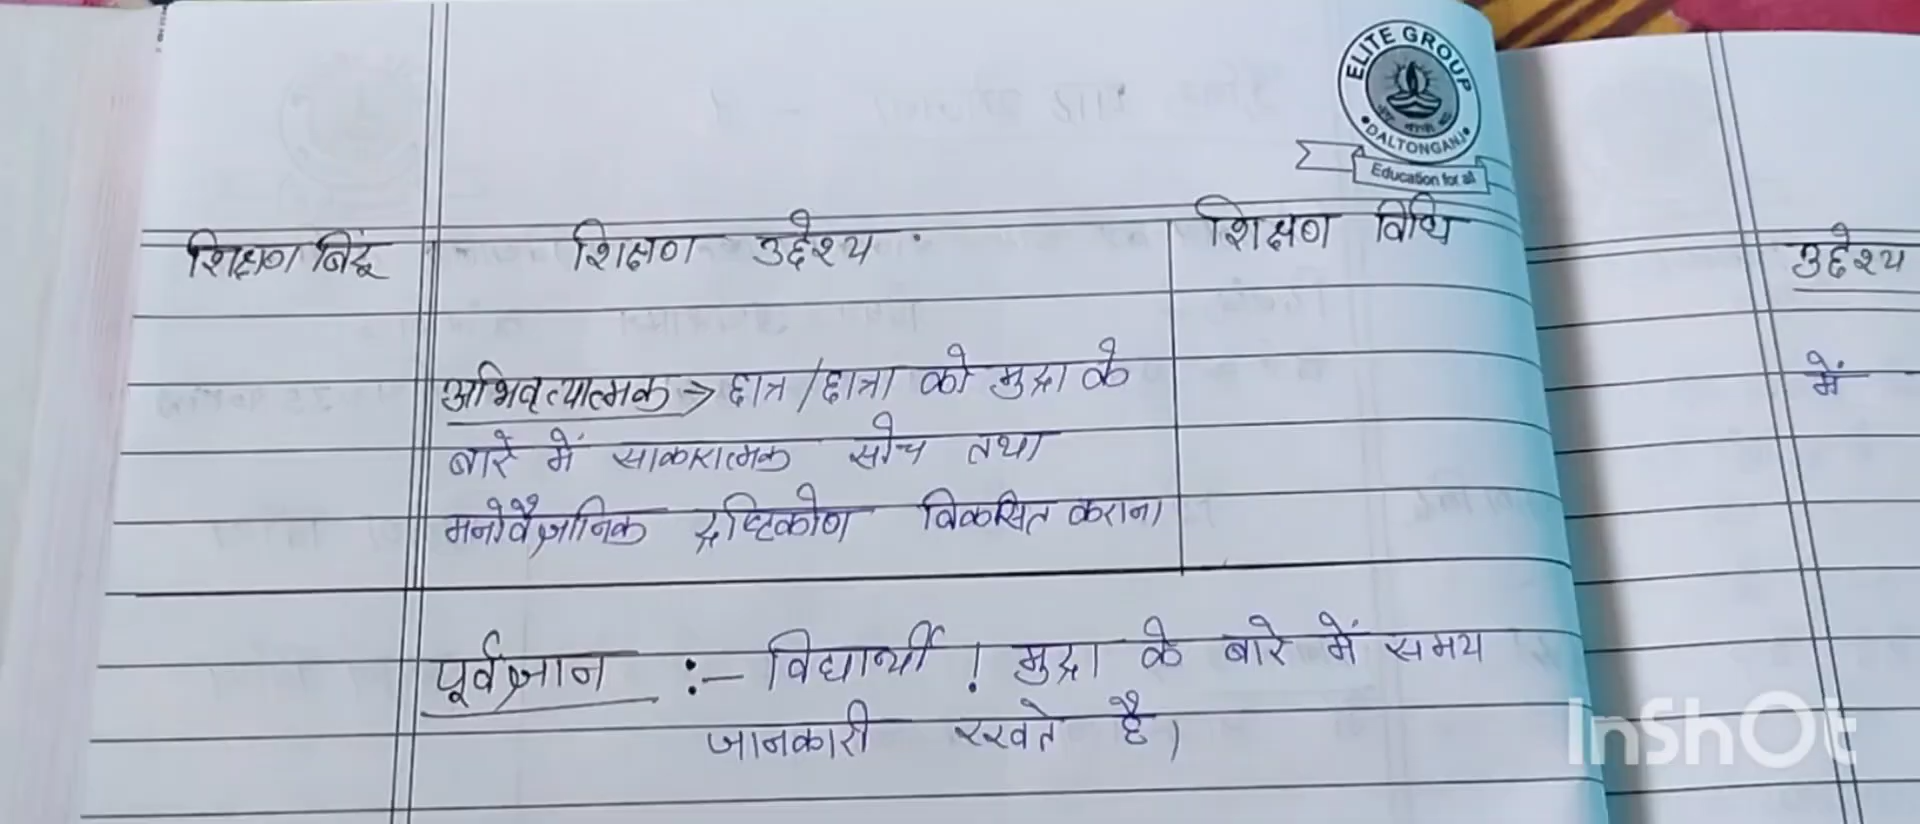 ELITE GROUP
DALTONGANJ
Education for all
शिक्षण बिंदू शिक्षण उद्देश्य शिक्षण विधि
अभिवृत्यात्मक → छात्र/छात्रा को मुद्रा के
बारे में साकारात्मक सोच तथा
मनोवैज्ञानिक दृष्टिकोण विकसित कराना।
पूर्वज्ञान :- विद्यार्थी ! मुद्रा के बारे में समय
जानकारी रखते है।
उद्देश्य
में
InShOt